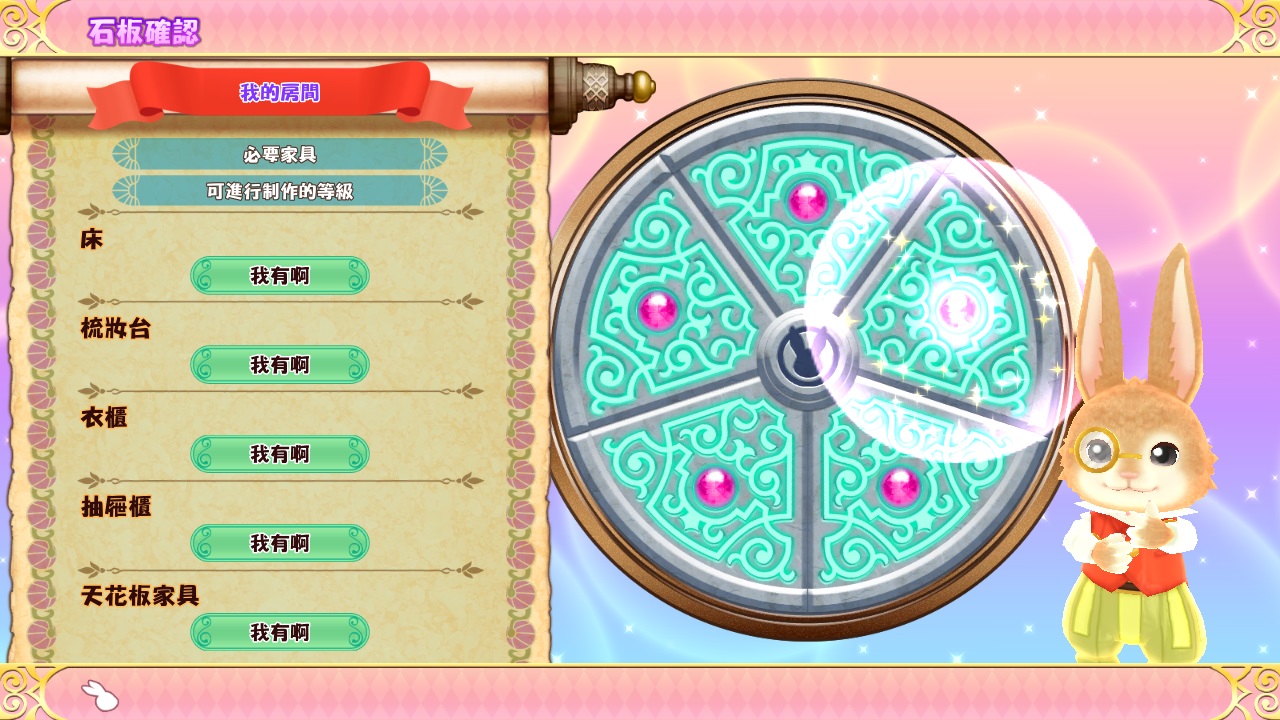 石板確認
我的房間
必要家具
可進行制作的等級
床
我有啊
梳妝台
我有啊
衣櫃
我有啊
抽屜櫃
我有啊
天花板家具
我有啊